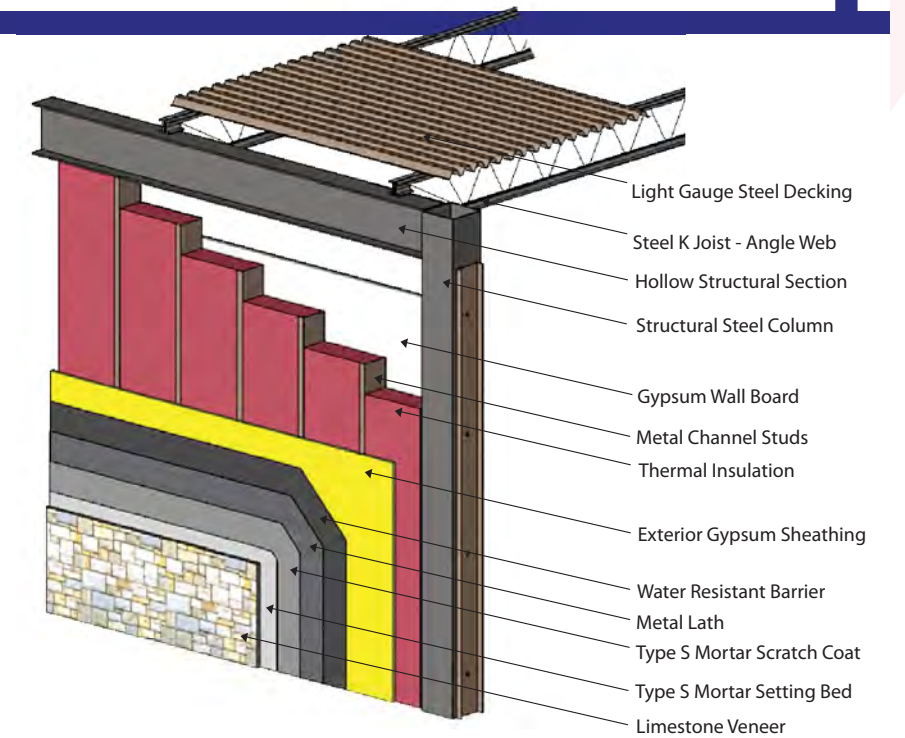 Light Gauge Steel Decking
Steel K Joist - Angle Web
Hollow Structural Section
Structural Steel Column
Gypsum Wall Board
Metal Channel Studs
Thermal Insulation
Exterior Gypsum Sheathing
Water Resistant Barrier
Metal Lath
Type S Mortar Scratch Coat
Type S Mortar Setting Bed
Limestone Veneer